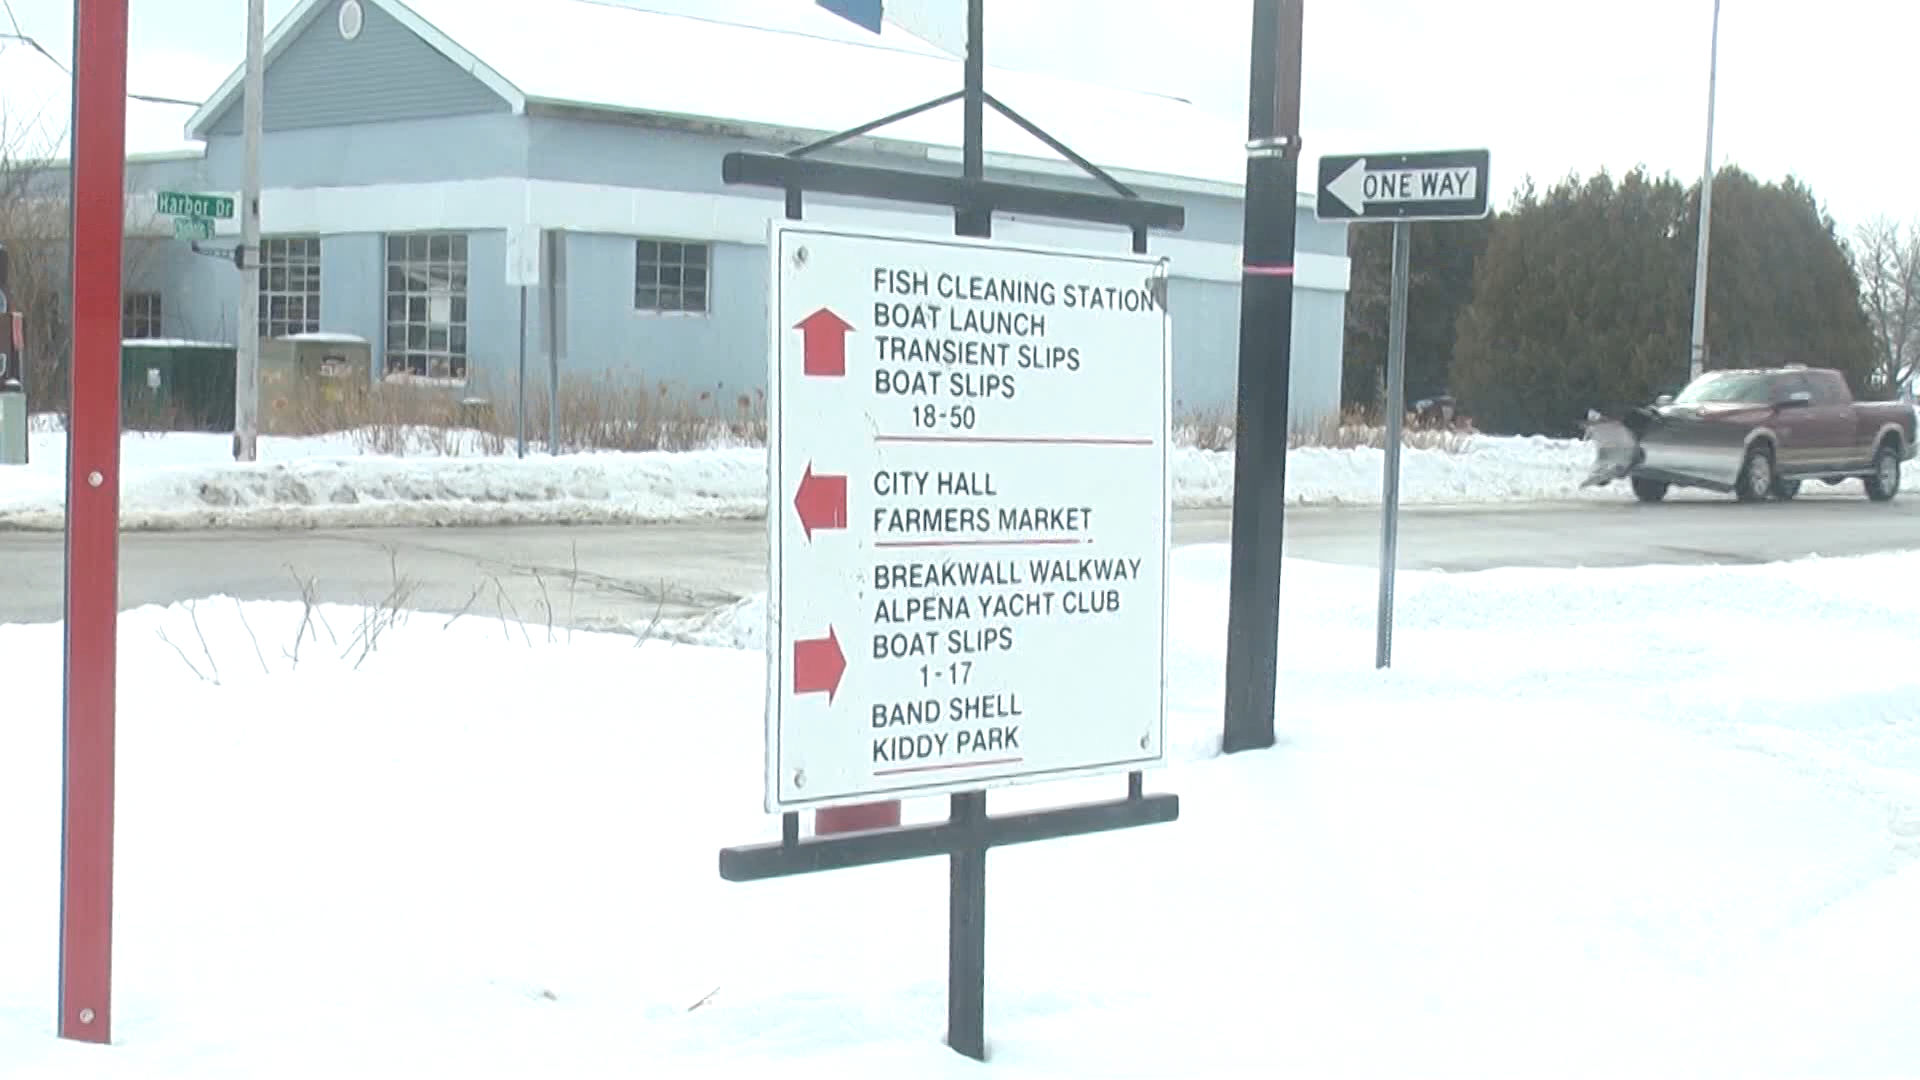 Harbor Dr
ONE WAY
FISH CLEANING STATION
BOAT LAUNCH
TRANSIENT SLIPS
BOAT SLIPS
18-50
CITY HALL
FARMERS MARKET
BREAKWALL WALKWAY
ALPENA YACHT CLUB
BOAT SLIPS
1-17
BAND SHELL
KIDDY PARK